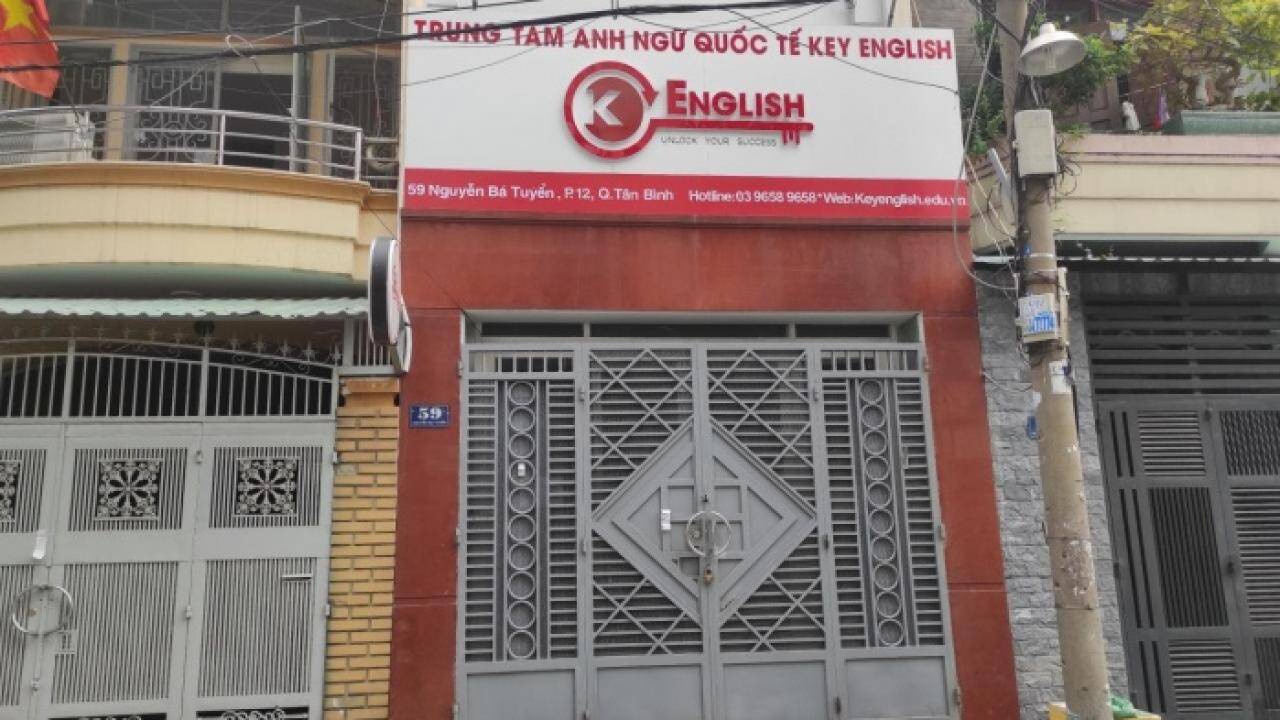 TRUNG TÂM ANH NGỮ QUỐC TẾ KEY ENGLISH
K ENGLISH
UNLOCK YOUR SUCCESS
59 Nguyễn Bá Tuyển, P.12, Q.Tân Bình Hotline:03 9658 9658*Web:Keyenglish.edu.vn
59